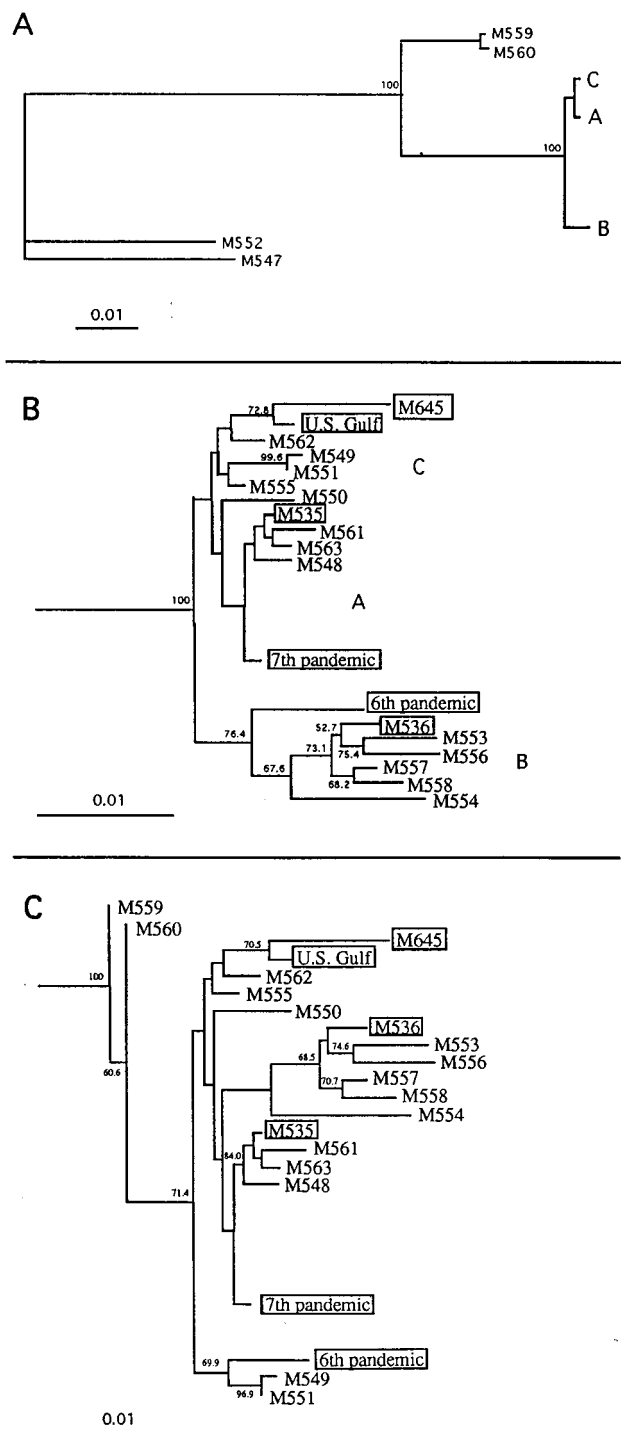 A
M559
M560
100
C
A
100
B
M552
M547
0.01
B
72.8
M645
U.S. Gulf
M562
99.6
M549
M551
C
M555
M550
M535
M561
M563
M548
100
A
7th pandemic
6th pandemic
76.4
52.7
M536
M553
73.1
75.4
M556
B
67.6
M557
68.2
M558
M554
0.01
C
M559
M560
70.5
M645
U.S. Gulf
100
M562
M555
M550
M536
M553
74.6
68.5
M556
60.6
M557
70.7
M558
M554
M535
84.0
M561
M563
M548
71.4
7th pandemic
69.9
6th pandemic
M549
96.9
M551
0.01